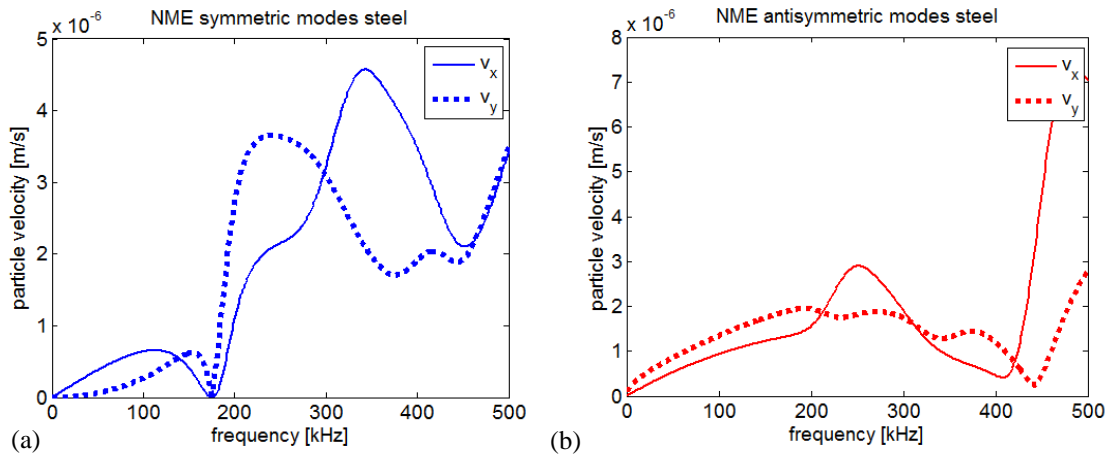 NME symmetric modes steel
x 10⁻⁶
5
4
3
2
1
0
particle velocity [m/s]
0 100 200 300 400 500
frequency [kHz]
v_x
v_y
(a)
NME antisymmetric modes steel
x 10⁻⁶
8
7
6
5
4
3
2
1
0
particle velocity [m/s]
0 100 200 300 400 500
frequency [kHz]
v_x
v_y
(b)